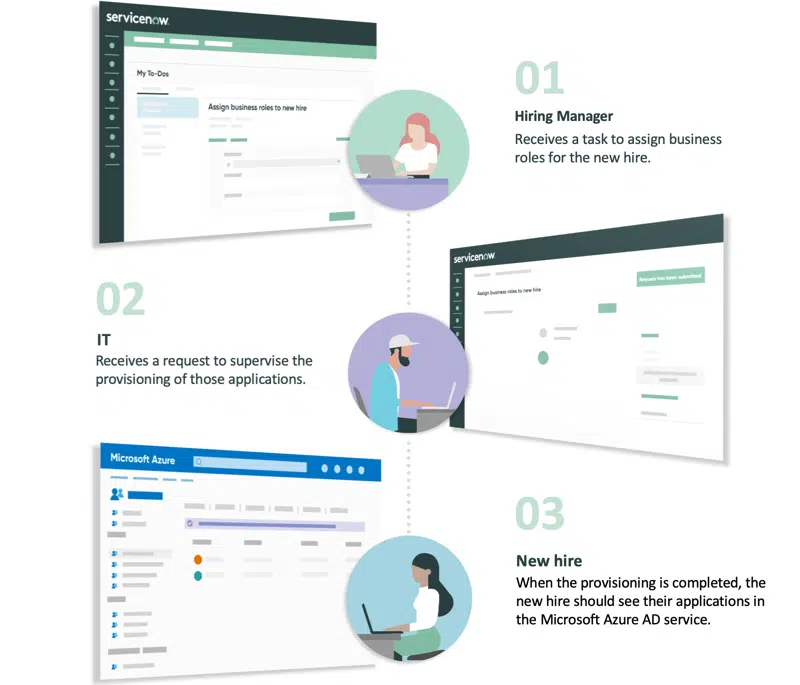 servicenow
My To-Dos
Assign business roles to new hire
01
Hiring Manager
Receives a task to assign business
roles for the new hire.
servicenow
Assign business roles to new hire
Request has been submitted
02
IT
Receives a request to supervise the
provisioning of those applications.
Microsoft Azure
03
New hire
When the provisioning is completed, the
new hire should see their applications in
the Microsoft Azure AD service.